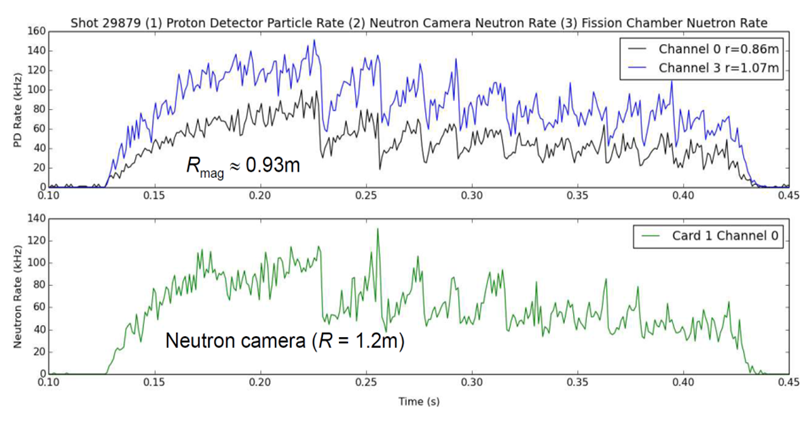 Shot 29879 (1) Proton Detector Particle Rate (2) Neutron Camera Neutron Rate (3) Fission Chamber Nuetron Rate
PD Rate (kHz)
160
140
120
100
80
60
40
20
0
Channel 0 r=0.86m
Channel 3 r=1.07m
Rmag ≈ 0.93m
0.10 0.15 0.20 0.25 0.30 0.35 0.40 0.45
Neutron Rate (kHz)
140
120
100
80
60
40
20
0
Card 1 Channel 0
Neutron camera (R = 1.2m)
0.10 0.15 0.20 0.25 0.30 0.35 0.40 0.45
Time (s)